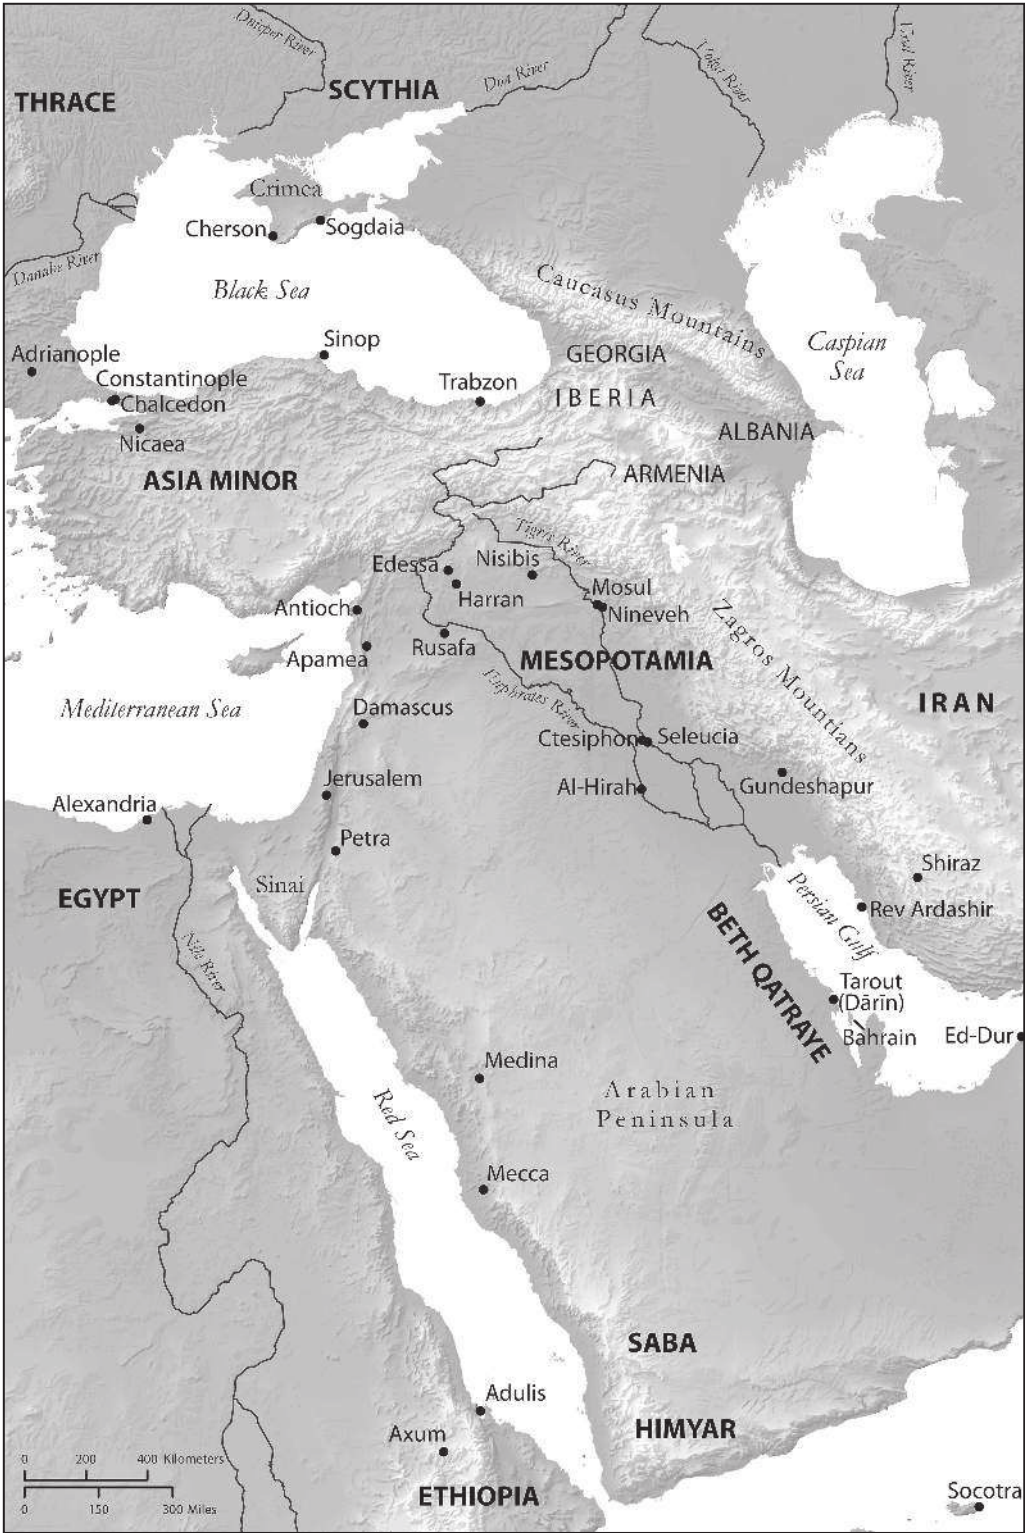 Dnieper River
SCYTHIA
Don River
Volga River
Ural River
THRACE
Crimea
Cherson
Sogdaia
Danube River
Black Sea
Caucasus Mountains
Caspian
Sea
Sinop
Adrianople
GEORGIA
Constantinople
Trabzon
IBERIA
Chalcedon
ALBANIA
Nicaea
ASIA MINOR
ARMENIA
Tigris River
Edessa
Nisibis
Harran
Mosul
Nineveh
Antioch
Zagros Mountians
Rusafa
Apamea
MESOPOTAMIA
Euphrates River
IRAN
Mediterranean Sea
Damascus
Ctesiphon
Seleucia
Jerusalem
Al-Hirah
Gundeshapur
Alexandria
Petra
Shiraz
Sinai
EGYPT
Persian Gulf
Rev Ardashir
BETH QATRAYE
Nile River
Tarout
(Dārīn)
Bahrain
Ed-Dur
Medina
Arabian
Peninsula
Red Sea
Mecca
SABA
Adulis
HIMYAR
Axum
0 200 400 Kilometers
0 150 300 Miles
ETHIOPIA
Socotra